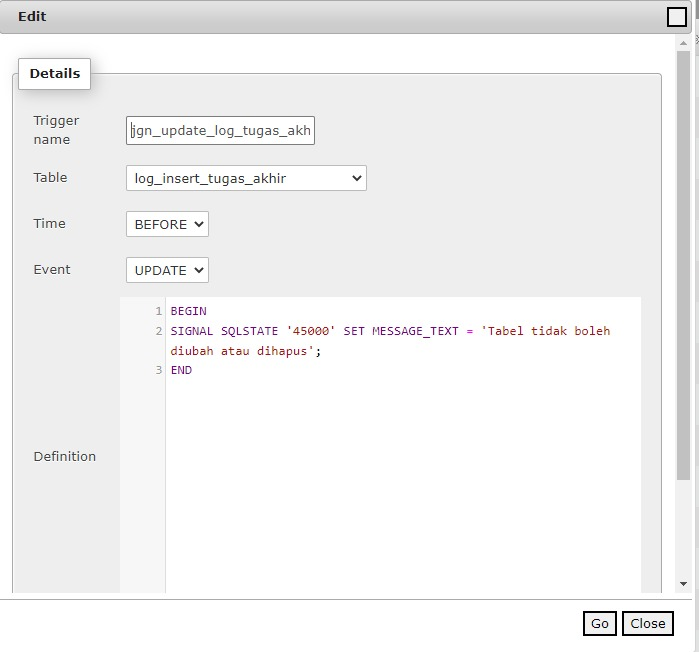 Edit
Details
Trigger
name
jgn_update_log_tugas_akh
Table
log_insert_tugas_akhir
Time
BEFORE
Event
UPDATE
1 BEGIN
2 SIGNAL SQLSTATE '45000' SET MESSAGE_TEXT = 'Tabel tidak boleh
diubah atau dihapus';
3 END
Definition
Go
Close